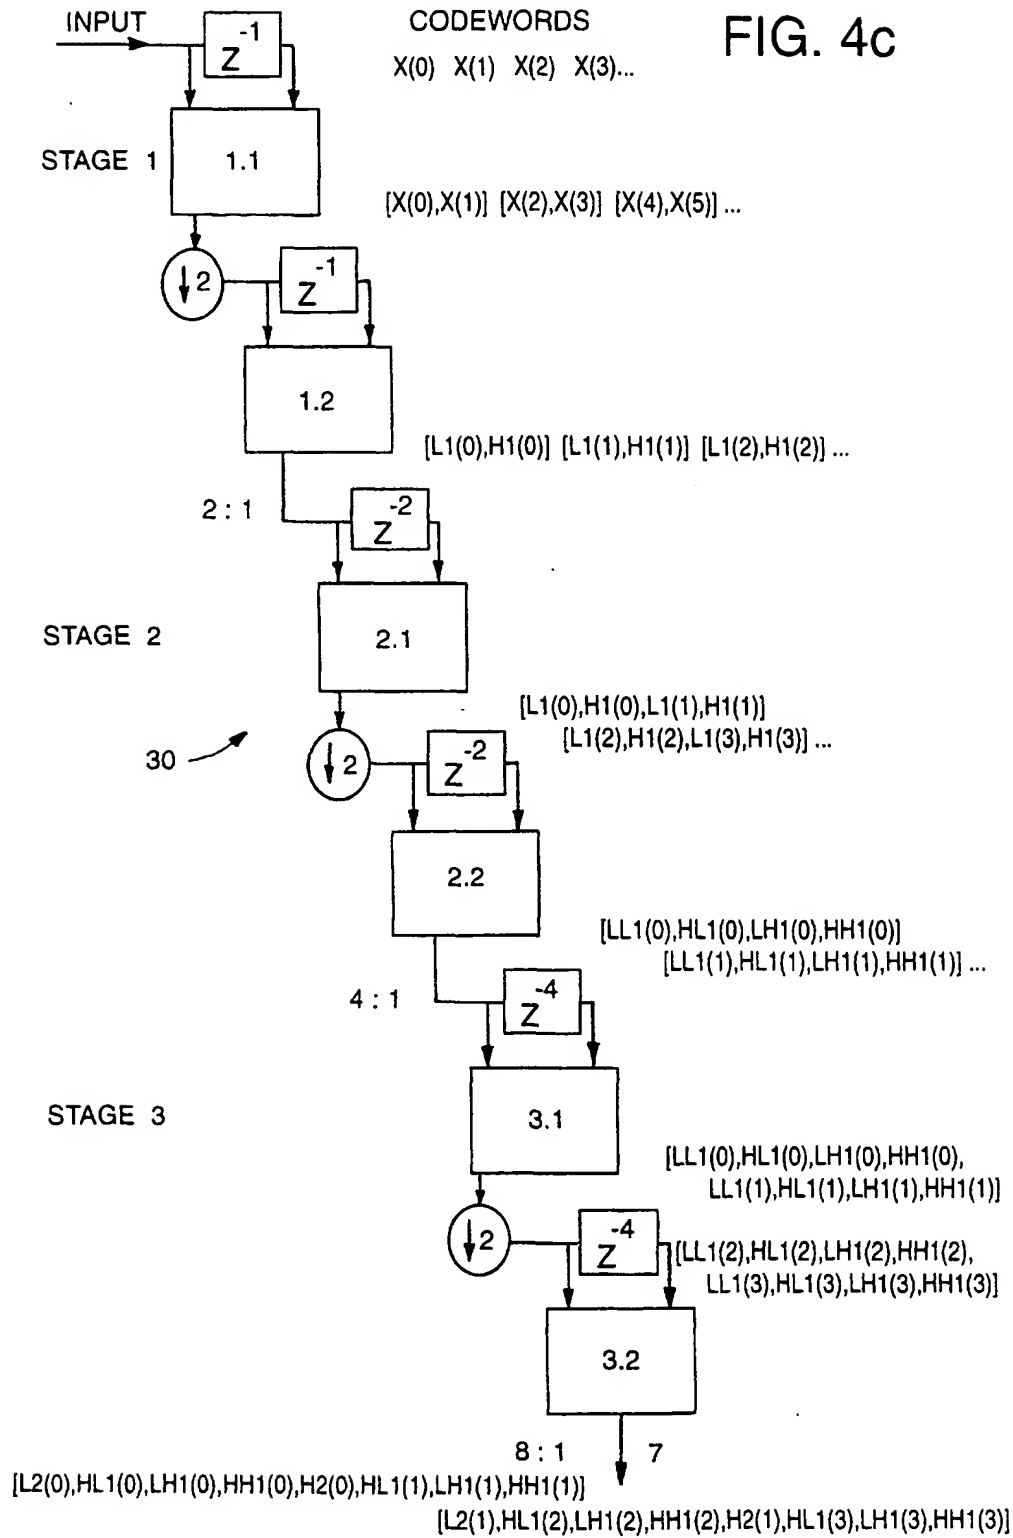 INPUT
Z-1
CODEWORDS
FIG. 4c
X(0) X(1) X(2) X(3)...
STAGE 1
1.1
[X(0),X(1)] [X(2),X(3)] [X(4),X(5)] ...
↓2
Z-1
1.2
[L1(0),H1(0)] [L1(1),H1(1)] [L1(2),H1(2)] ...
2 : 1
Z-2
STAGE 2
2.1
[L1(0),H1(0),L1(1),H1(1)]
[L1(2),H1(2),L1(3),H1(3)] ...
30
↓2
Z-2
2.2
[LL1(0),HL1(0),LH1(0),HH1(0)]
[LL1(1),HL1(1),LH1(1),HH1(1)] ...
4 : 1
Z-4
STAGE 3
3.1
[LL1(0),HL1(0),LH1(0),HH1(0),
LL1(1),HL1(1),LH1(1),HH1(1)]
↓2
Z-4
[LL1(2),HL1(2),LH1(2),HH1(2),
LL1(3),HL1(3),LH1(3),HH1(3)]
3.2
8 : 1
7
[L2(0),HL1(0),LH1(0),HH1(0),H2(0),HL1(1),LH1(1),HH1(1)]
[L2(1),HL1(2),LH1(2),HH1(2),H2(1),HL1(3),LH1(3),HH1(3)]